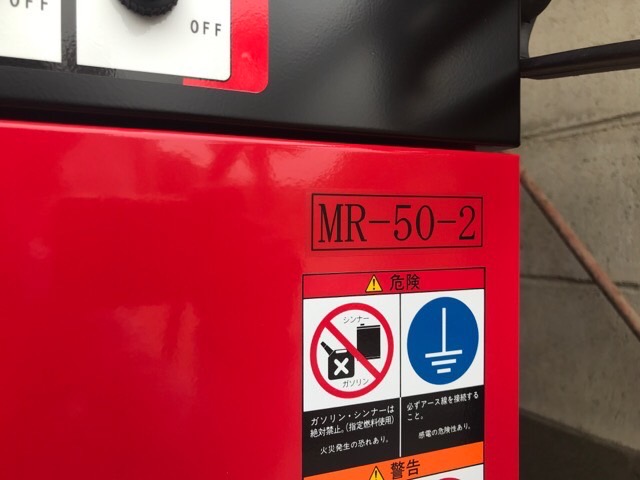 OFF
OFF
MR-50-2
危険
シンナー
ガソリン
ガソリン・シンナーは
絶対禁止。(指定燃料使用)
火災発生の恐れあり。
必ずアース線を接続する
こと。
感電の危険性あり。
警告